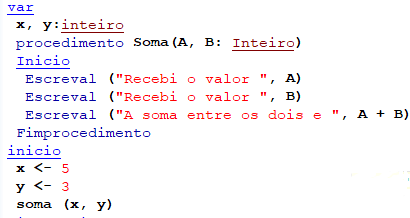 var
x, y:inteiro
procedimento Soma(A, B: Inteiro)
Inicio
Escreval ("Recebi o valor ", A)
Escreval ("Recebi o valor ", B)
Escreval ("A soma entre os dois e ", A + B)
Fimprocedimento
inicio
x <- 5
y <- 3
soma (x, y)